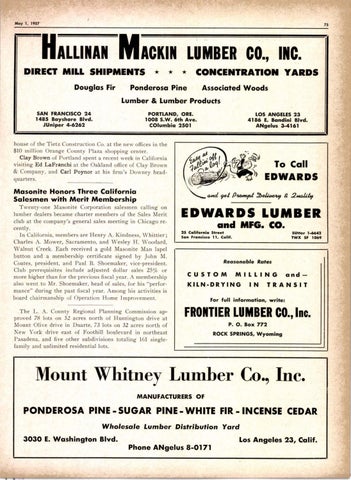 May 1, 1957
75
HALLINAN MACKIN LUMBER CO., INC.
DIRECT MILL SHIPMENTS * * * CONCENTRATION YARDS
Douglas Fir Ponderosa Pine Associated Woods
Lumber & Lumber Products
SAN FRANCISCO 24 PORTLAND, ORE. LOS ANGELES 23
1485 Bayshore Blvd. 1008 S.W. 6th Ave. 4186 E. Bandini Blvd.
JUniper 4-6262 COlumbia 2501 ANgelus 3-4161
house of the Tietz Construction Co. at the new offices in the
$10 million Orange County Plaza shopping center.
Clay Brown of Portland spent a recent week in California
visiting Ed LaFranchi at the Oakland office of Clay Brown
& Company, and Carl Poynor at his firm's Downey head-
quarters.
Masonite Honors Three California
Salesmen with Merit Membership
Twenty-one Masonite Corporation salesmen calling on
lumber dealers became charter members of the Sales Merit
club at the company's general sales meeting in Chicago re-
cently.
In California, members are Henry A. Kindness, Whittier;
Charles A. Mower, Sacramento, and Wesley H. Woolard,
Walnut Creek. Each received a gold Masonite Man lapel
button and a membership certificate signed by John M.
Coates, president, and Paul B. Shoemaker, vice-president.
Club prerequisites include adjusted dollar sales 25% or
more higher than for the previous fiscal year. A membership
also went to Mr. Shoemaker, head of sales, for his "perfor-
mance" during the past fiscal year. Among his activities is
board chairmanship of Operation Home Improvement.
The L. A. County Regional Planning Commission ap-
proved 78 lots on 32 acres north of Huntington drive at
Mount Olive drive in Duarte, 73 lots on 32 acres north of
New York drive east of Foothill boulevard in northeast
Pasadena, and five other subdivisions totaling 161 single-
family and unlimited residential lots.
Easy as fallin' off a log!
To Call
EDWARDS
and get Prompt Delivery & Quality
EDWARDS LUMBER
and MFG. CO.
25 California Street SUtter 1-6642
San Francisco 11, Calif. TWX SF 1069
Reasonable Rates
CUSTOM MILLING and—
KILN-DRYING IN TRANSIT
For full information, write:
FRONTIER LUMBER CO., Inc.
P. O. Box 772
ROCK SPRINGS, Wyoming
Mount Whitney Lumber Co., Inc.
MANUFACTURERS OF
PONDEROSA PINE - SUGAR PINE - WHITE FIR - INCENSE CEDAR
Wholesale Lumber Distribution Yard
3030 E. Washington Blvd. Los Angeles 23, Calif.
Phone ANgelus 8-0171